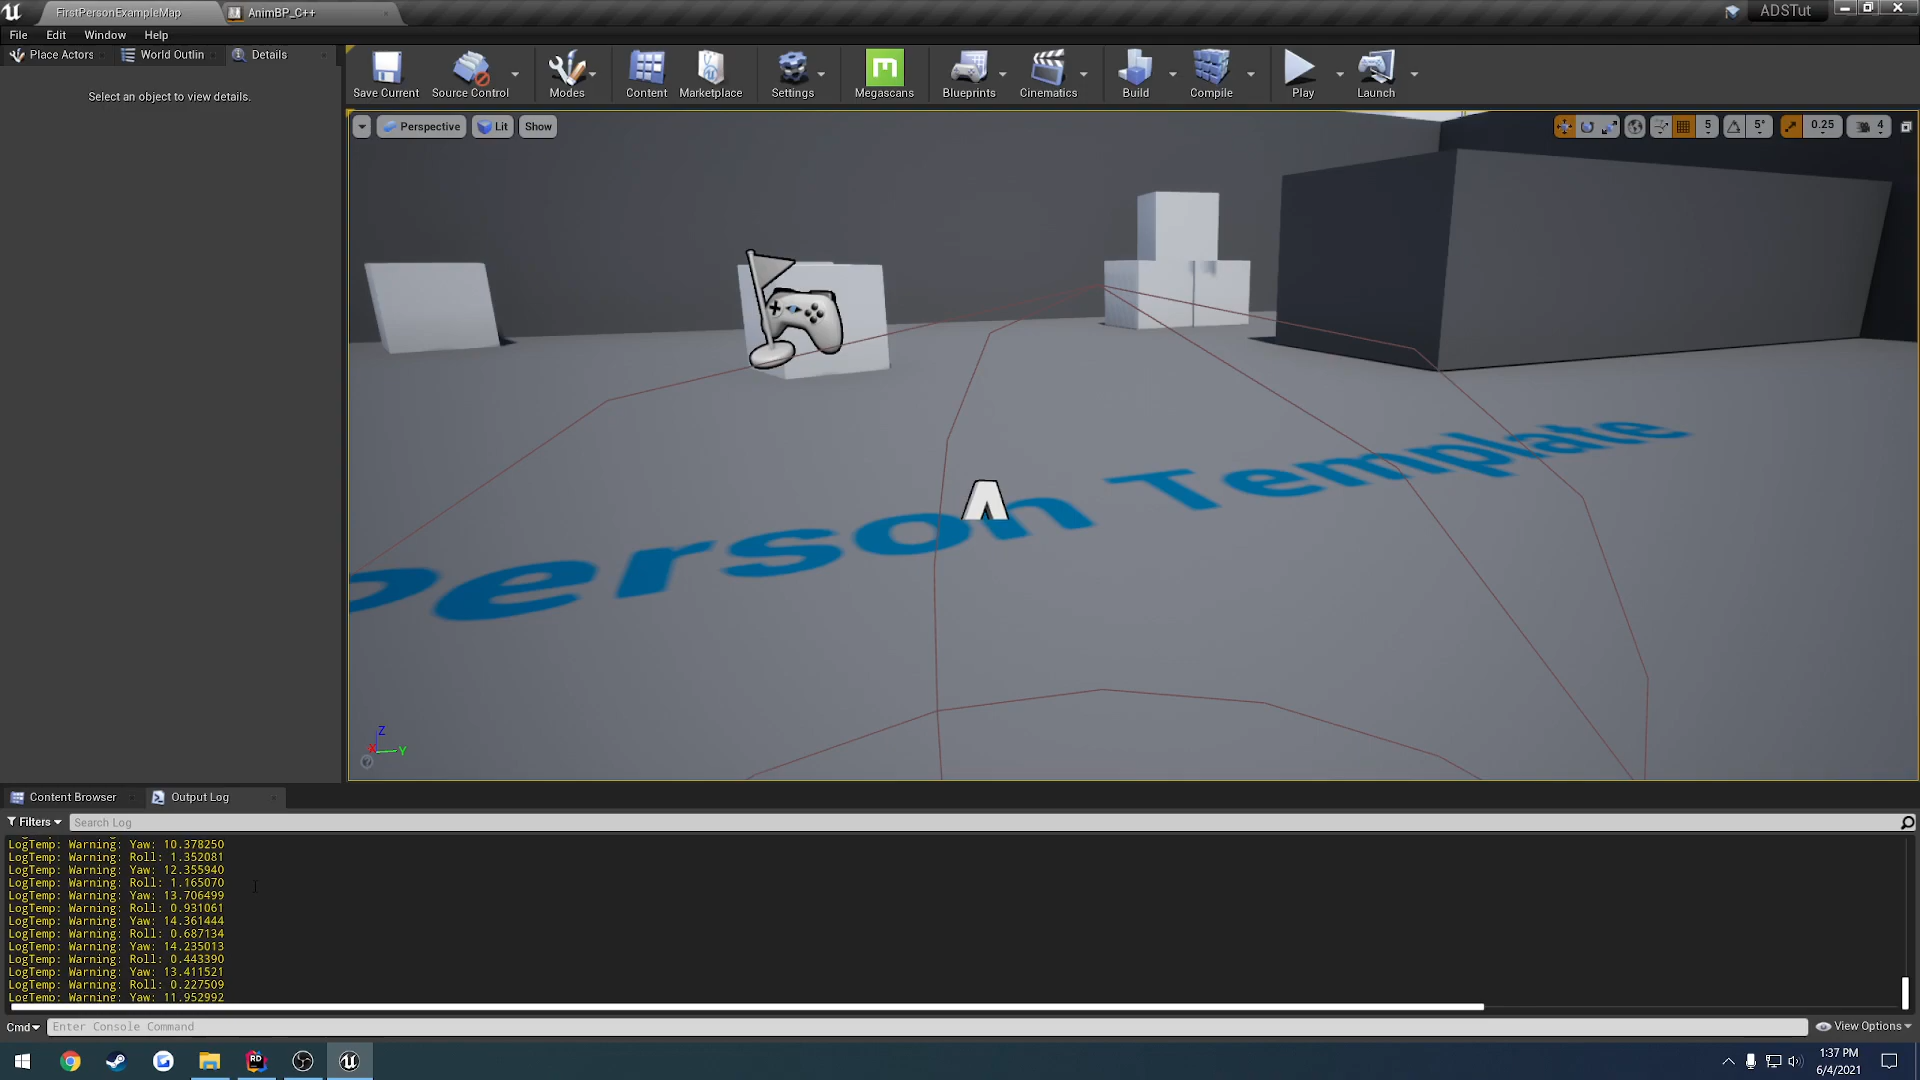 FirstPersonExampleMap
AnimBP_C++
ADSTut
File Edit Window Help
Place Actors
World Outlin
Details
Select an object to view details.
Save Current
Source Control
Modes
Content
Marketplace
Settings
Megascans
Blueprints
Cinematics
Build
Compile
Play
Launch
Perspective
Lit
Show
5
5°
0.25
4
Person Template
Z
X
Y
Content Browser
Output Log
Filters
Search Log
LogTemp: Warning: Yaw: 10.378250
LogTemp: Warning: Roll: 1.352081
LogTemp: Warning: Yaw: 12.355940
LogTemp: Warning: Roll: 1.165070
LogTemp: Warning: Yaw: 13.706499
LogTemp: Warning: Roll: 0.931061
LogTemp: Warning: Yaw: 14.361444
LogTemp: Warning: Roll: 0.687134
LogTemp: Warning: Yaw: 14.235013
LogTemp: Warning: Roll: 0.443390
LogTemp: Warning: Yaw: 13.411521
LogTemp: Warning: Roll: 0.227509
LogTemp: Warning: Yaw: 11.952992
Cmd
Enter Console Command
View Options
RD
1:37 PM
6/4/2021